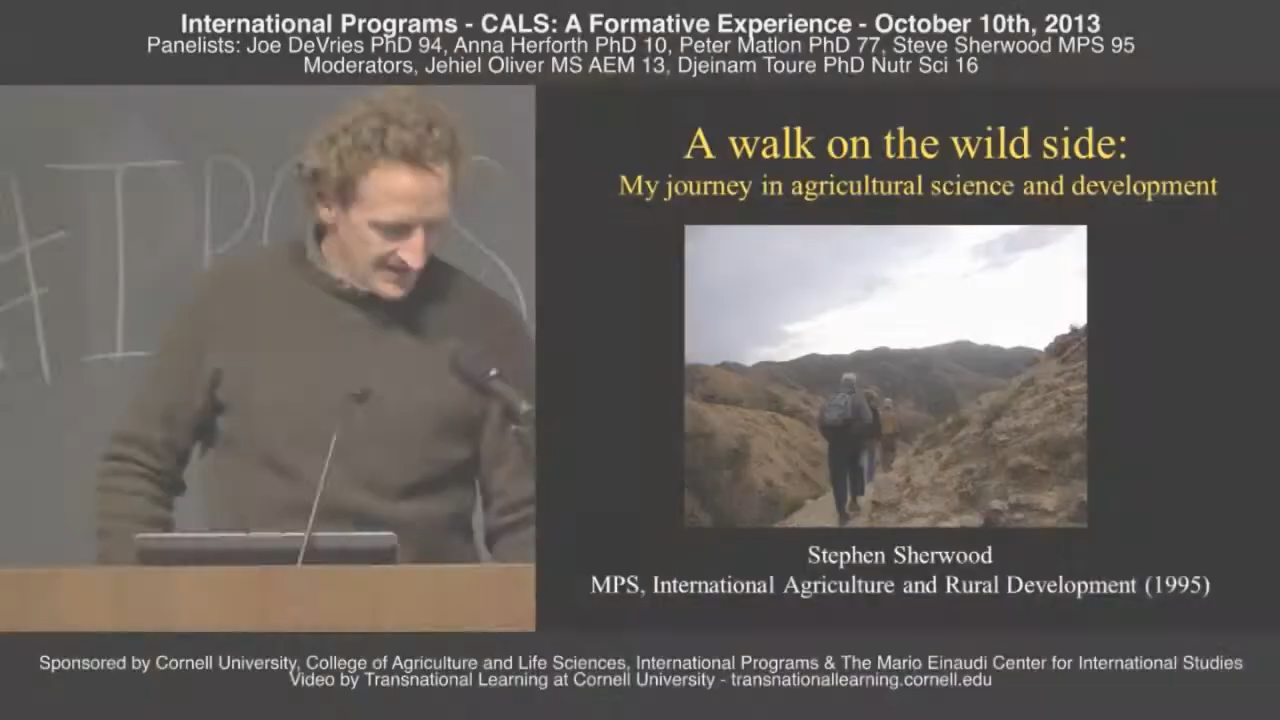 International Programs - CALS: A Formative Experience - October 10th, 2013
Panelists: Joe DeVries PhD 94, Anna Herforth PhD 10, Peter Matlon PhD 77, Steve Sherwood MPS 95
Moderators, Jehiel Oliver MS AEM 13, Djeinam Toure PhD Nutr Sci 16
A walk on the wild side:
My journey in agricultural science and development
Stephen Sherwood
MPS, International Agriculture and Rural Development (1995)
Sponsored by Cornell University, College of Agriculture and Life Sciences, International Programs & The Mario Einaudi Center for International Studies
Video by Transnational Learning at Cornell University - transnationallearning.cornell.edu